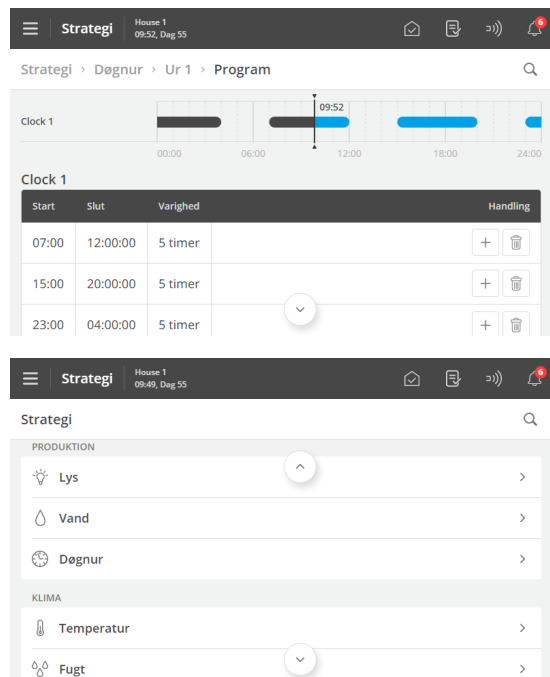 Strategi
House 1
09:52, Dag 55
6
Strategi > Døgnur > Ur 1 > Program
09:52
Clock 1
00:00 06:00 12:00 18:00 24:00
Clock 1
Start Slut Varighed Handling
07:00 12:00:00 5 timer
15:00 20:00:00 5 timer
23:00 04:00:00 5 timer
Strategi
House 1
09:49, Dag 55
6
Strategi
PRODUKTION
Lys
Vand
Døgnur
KLIMA
Temperatur
Fugt